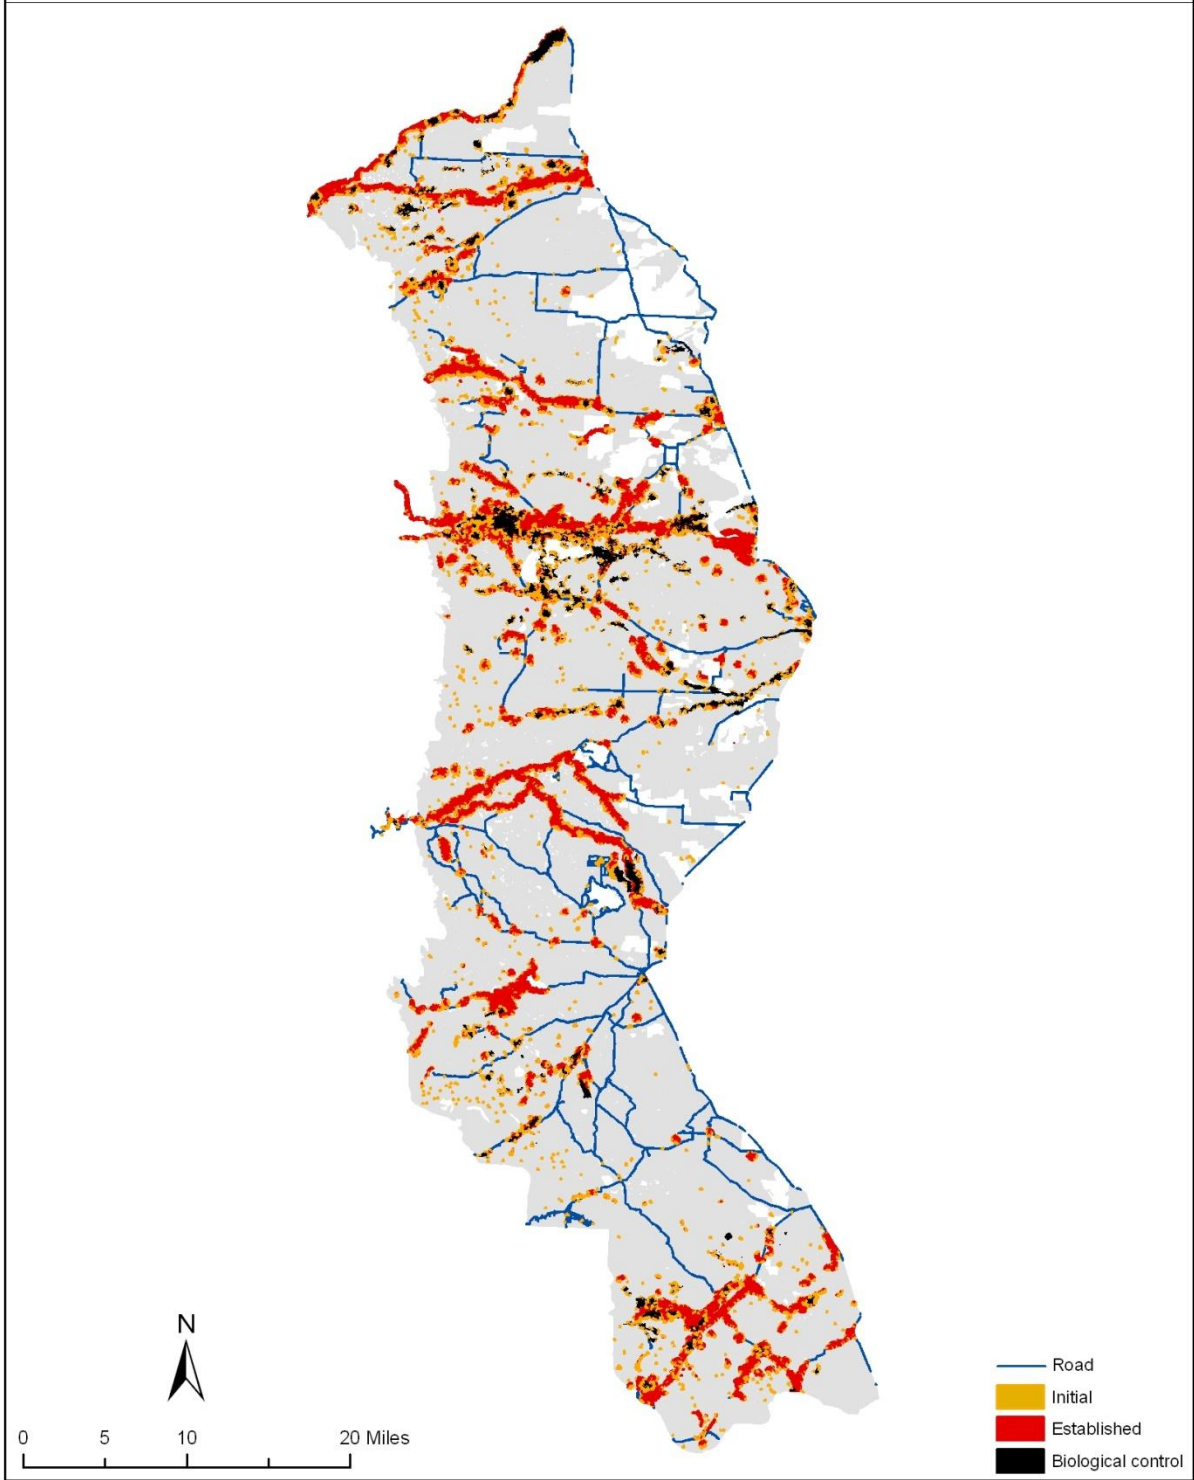 N
0 5 10 20 Miles
Road
Initial
Established
Biological control